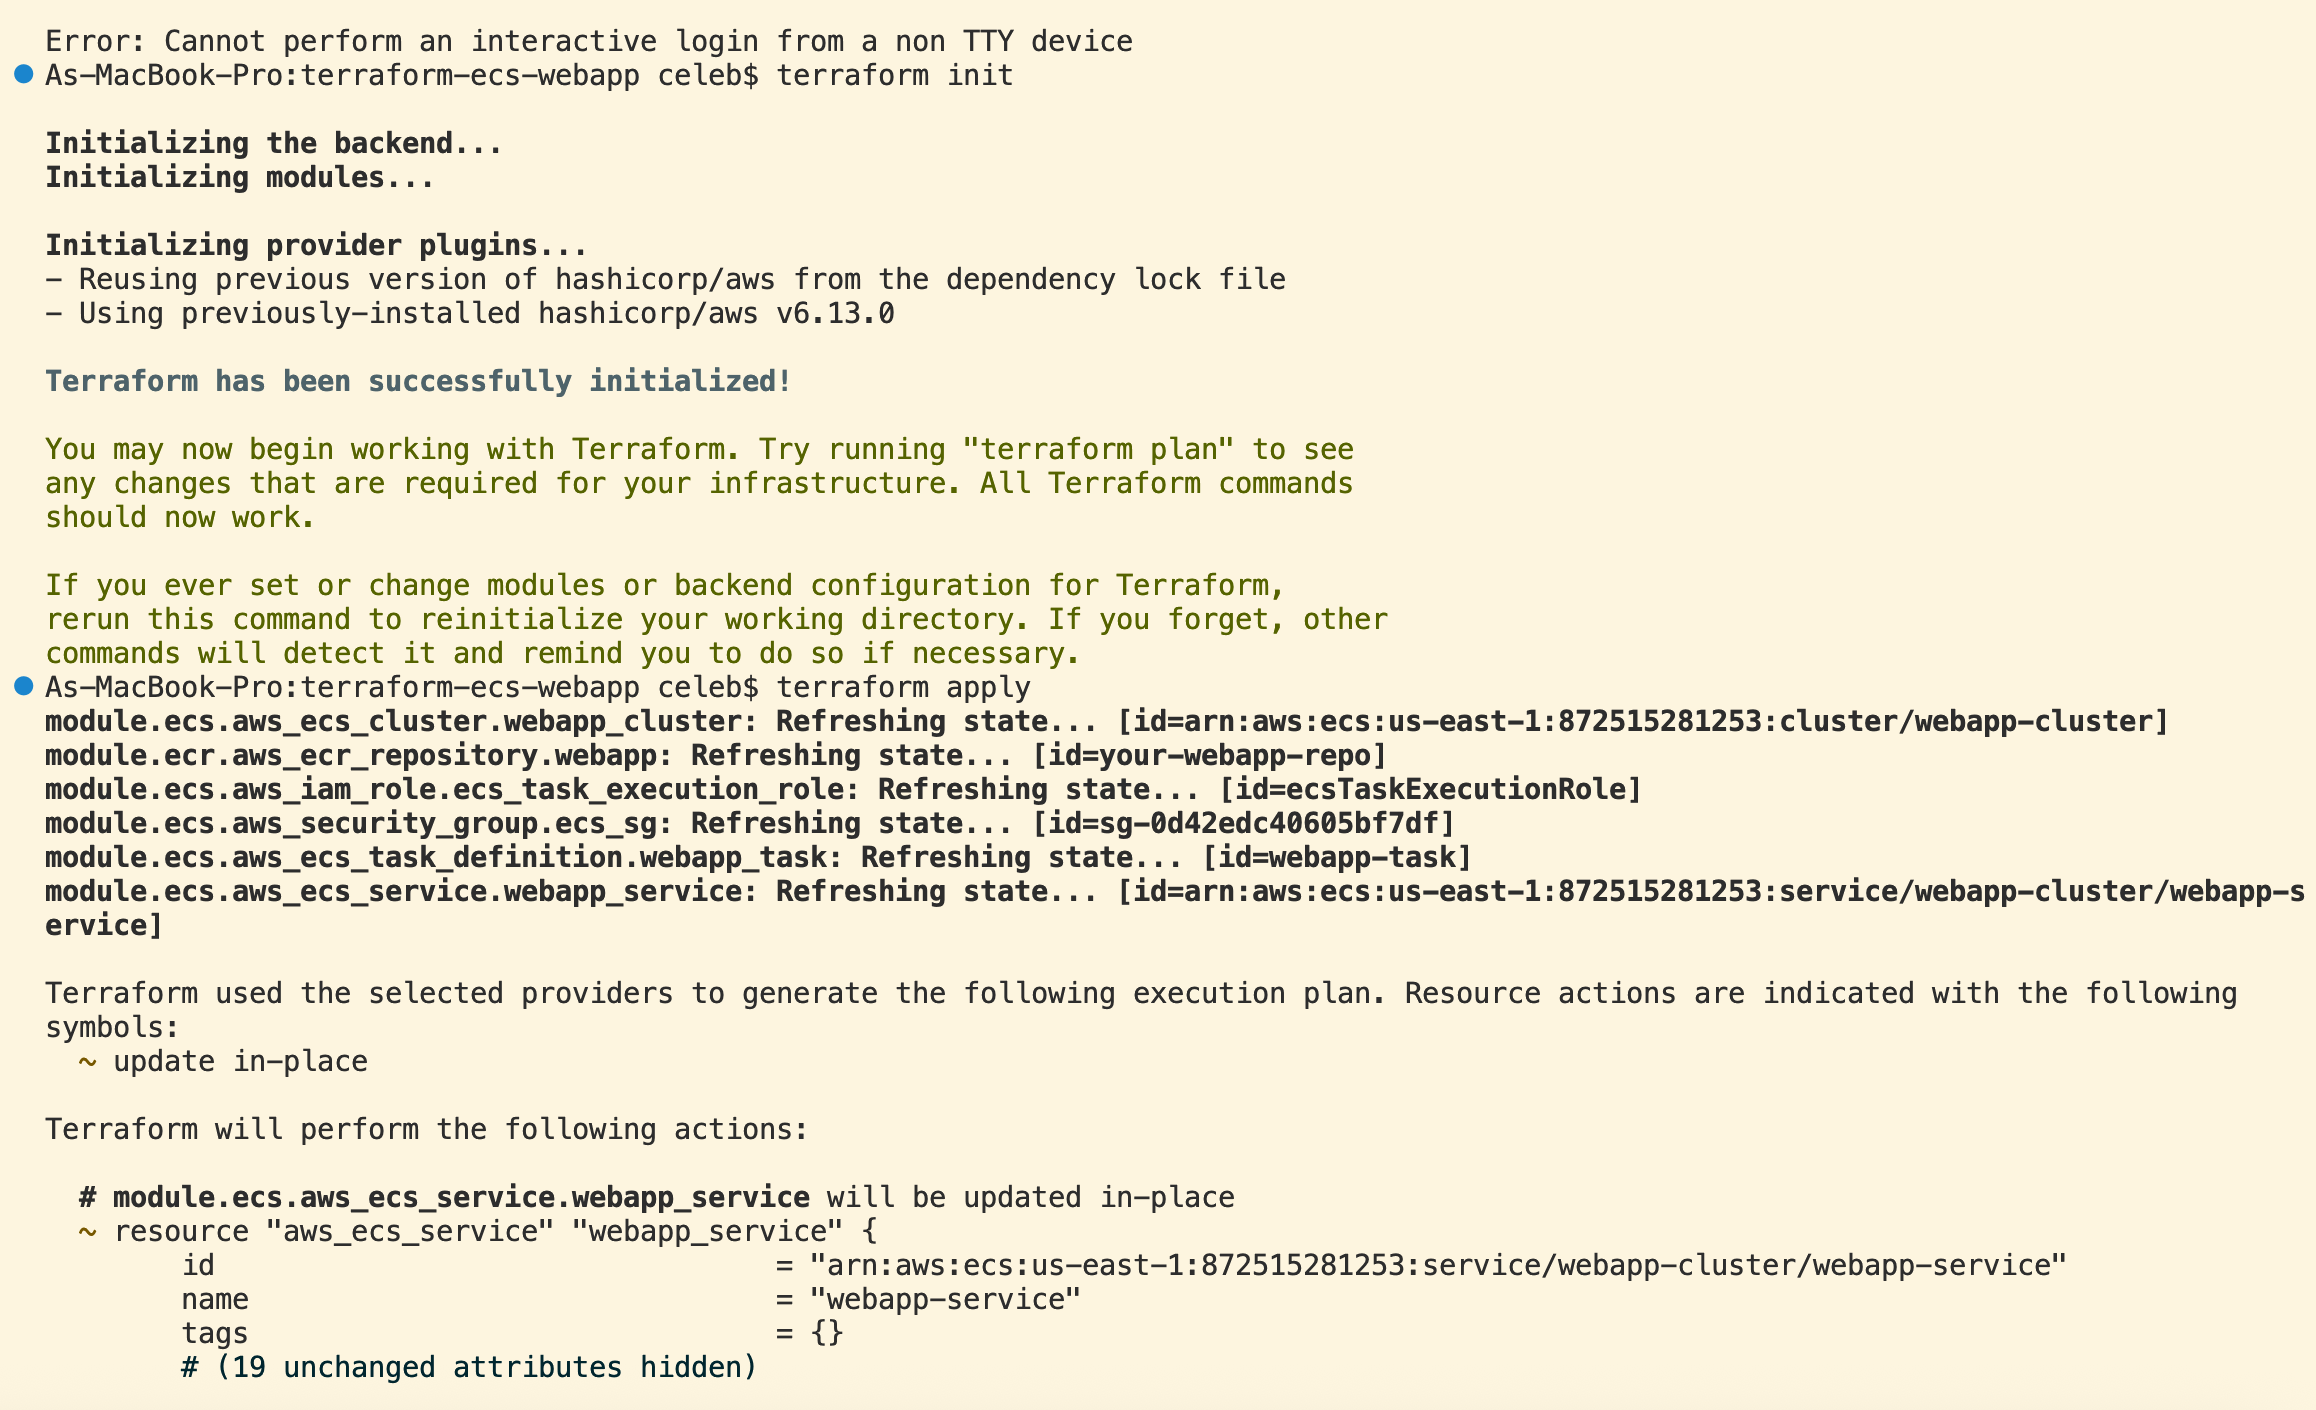 Error: Cannot perform an interactive login from a non TTY device
As-MacBook-Pro:terraform-ecs-webapp celeb$ terraform init
Initializing the backend...
Initializing modules...
Initializing provider plugins...
- Reusing previous version of hashicorp/aws from the dependency lock file
- Using previously-installed hashicorp/aws v6.13.0
Terraform has been successfully initialized!
You may now begin working with Terraform. Try running "terraform plan" to see
any changes that are required for your infrastructure. All Terraform commands
should now work.
If you ever set or change modules or backend configuration for Terraform,
rerun this command to reinitialize your working directory. If you forget, other
commands will detect it and remind you to do so if necessary.
As-MacBook-Pro:terraform-ecs-webapp celeb$ terraform apply
module.ecs.aws_ecs_cluster.webapp_cluster: Refreshing state... [id=arn:aws:ecs:us-east-1:872515281253:cluster/webapp-cluster]
module.ecr.aws_ecr_repository.webapp: Refreshing state... [id=your-webapp-repo]
module.ecs.aws_iam_role.ecs_task_execution_role: Refreshing state... [id=ecsTaskExecutionRole]
module.ecs.aws_security_group.ecs_sg: Refreshing state... [id=sg-0d42edc40605bf7df]
module.ecs.aws_ecs_task_definition.webapp_task: Refreshing state... [id=webapp-task]
module.ecs.aws_ecs_service.webapp_service: Refreshing state... [id=arn:aws:ecs:us-east-1:872515281253:service/webapp-cluster/webapp-s
ervice]
Terraform used the selected providers to generate the following execution plan. Resource actions are indicated with the following
symbols:
  ~ update in-place
Terraform will perform the following actions:
  # module.ecs.aws_ecs_service.webapp_service will be updated in-place
  ~ resource "aws_ecs_service" "webapp_service" {
        id                                 = "arn:aws:ecs:us-east-1:872515281253:service/webapp-cluster/webapp-service"
        name                               = "webapp-service"
        tags                               = {}
        # (19 unchanged attributes hidden)